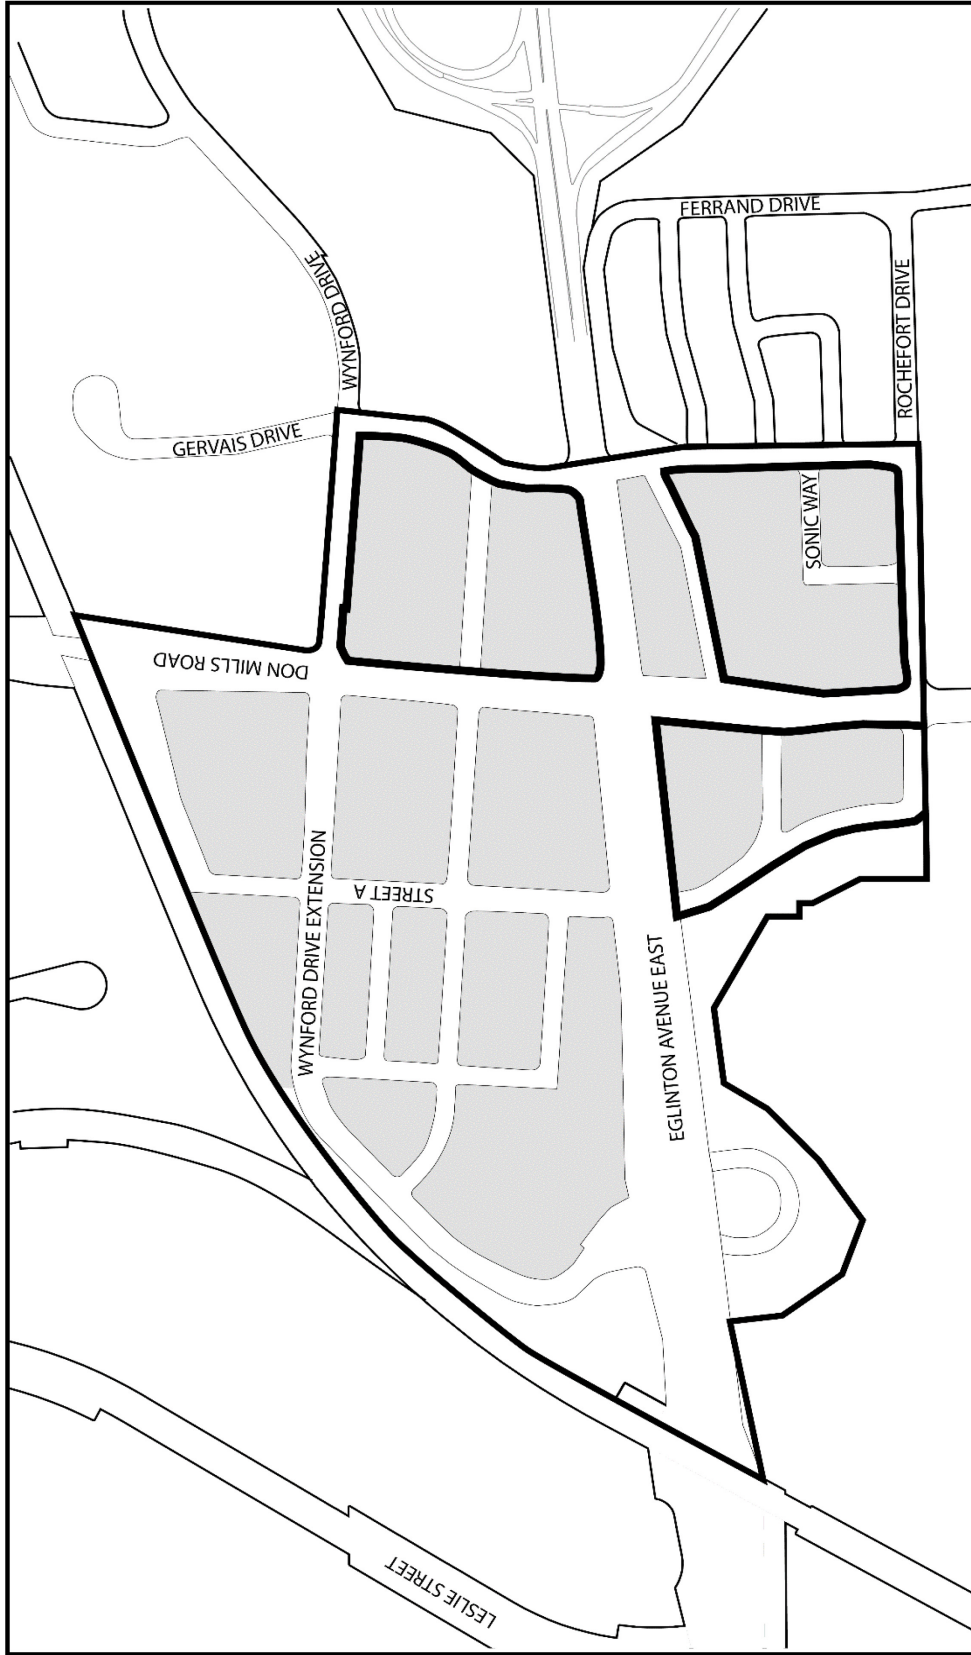 FERRAND DRIVE
ROCHEFORT DRIVE
WYNFORD DRIVE
GERVAIS DRIVE
SONIC WAY
DON MILLS ROAD
WYNFORD DRIVE EXTENSION
STREET A
EGLINTON AVENUE EAST
LESLIE STREET